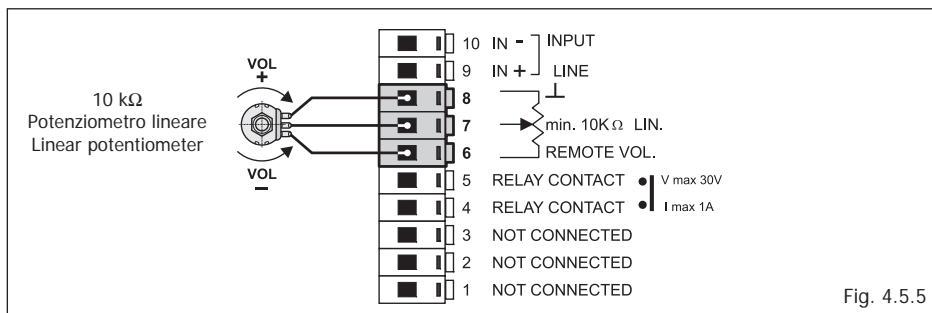 10 kΩ
Potenziometro lineare
Linear potentiometer
VOL
+
VOL
–
10 IN - INPUT
9 IN + LINE
8
7 min. 10KΩ LIN.
6 REMOTE VOL.
5 RELAY CONTACT V max 30V
4 RELAY CONTACT I max 1A
3 NOT CONNECTED
2 NOT CONNECTED
1 NOT CONNECTED
Fig. 4.5.5